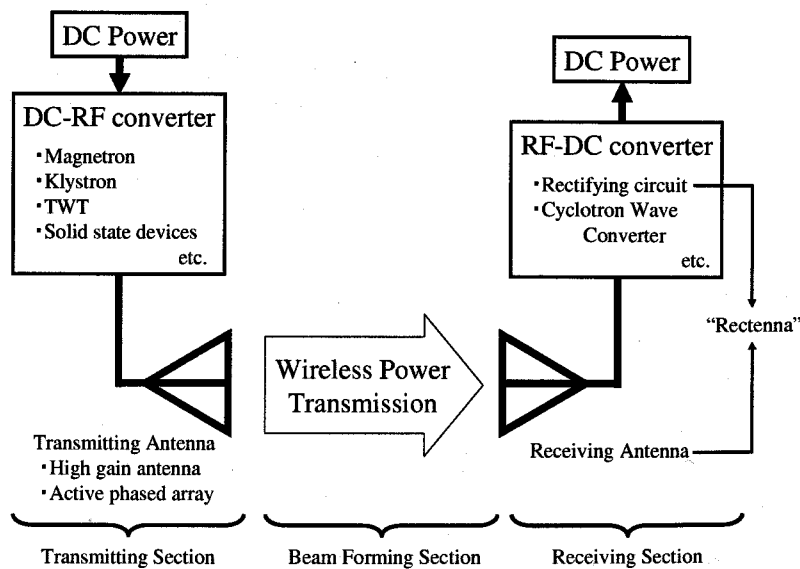 DC Power
DC-RF converter
・Magnetron
・Klystron
・TWT
・Solid state devices
etc.
Transmitting Antenna
・High gain antenna
・Active phased array
Transmitting Section
Wireless Power
Transmission
Beam Forming Section
DC Power
RF-DC converter
・Rectifying circuit
・Cyclotron Wave
Converter
etc.
“Rectenna”
Receiving Antenna
Receiving Section